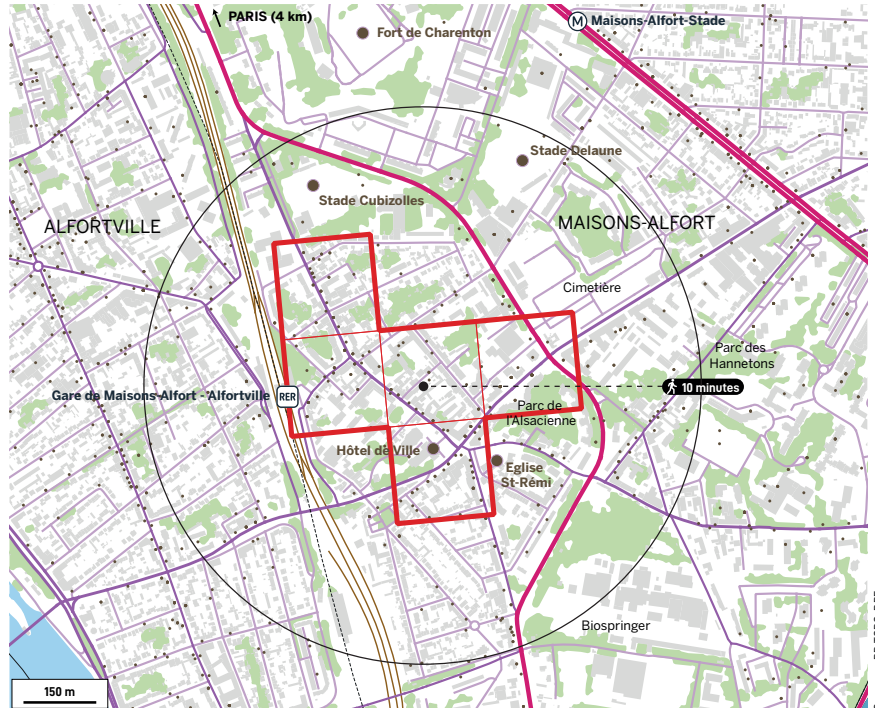 PARIS (4 km)
M Maisons-Alfort-Stade
Fort de Charenton
Stade Delaune
Stade Cubizolles
ALFORTVILLE
MAISONS-ALFORT
Cimetière
Parc des
Hannetons
10 minutes
Gare de Maisons-Alfort - Alfortville
RER
Parc de
l'Alsacienne
Hôtel de Ville
Eglise
St-Rémi
Biospringer
150 m